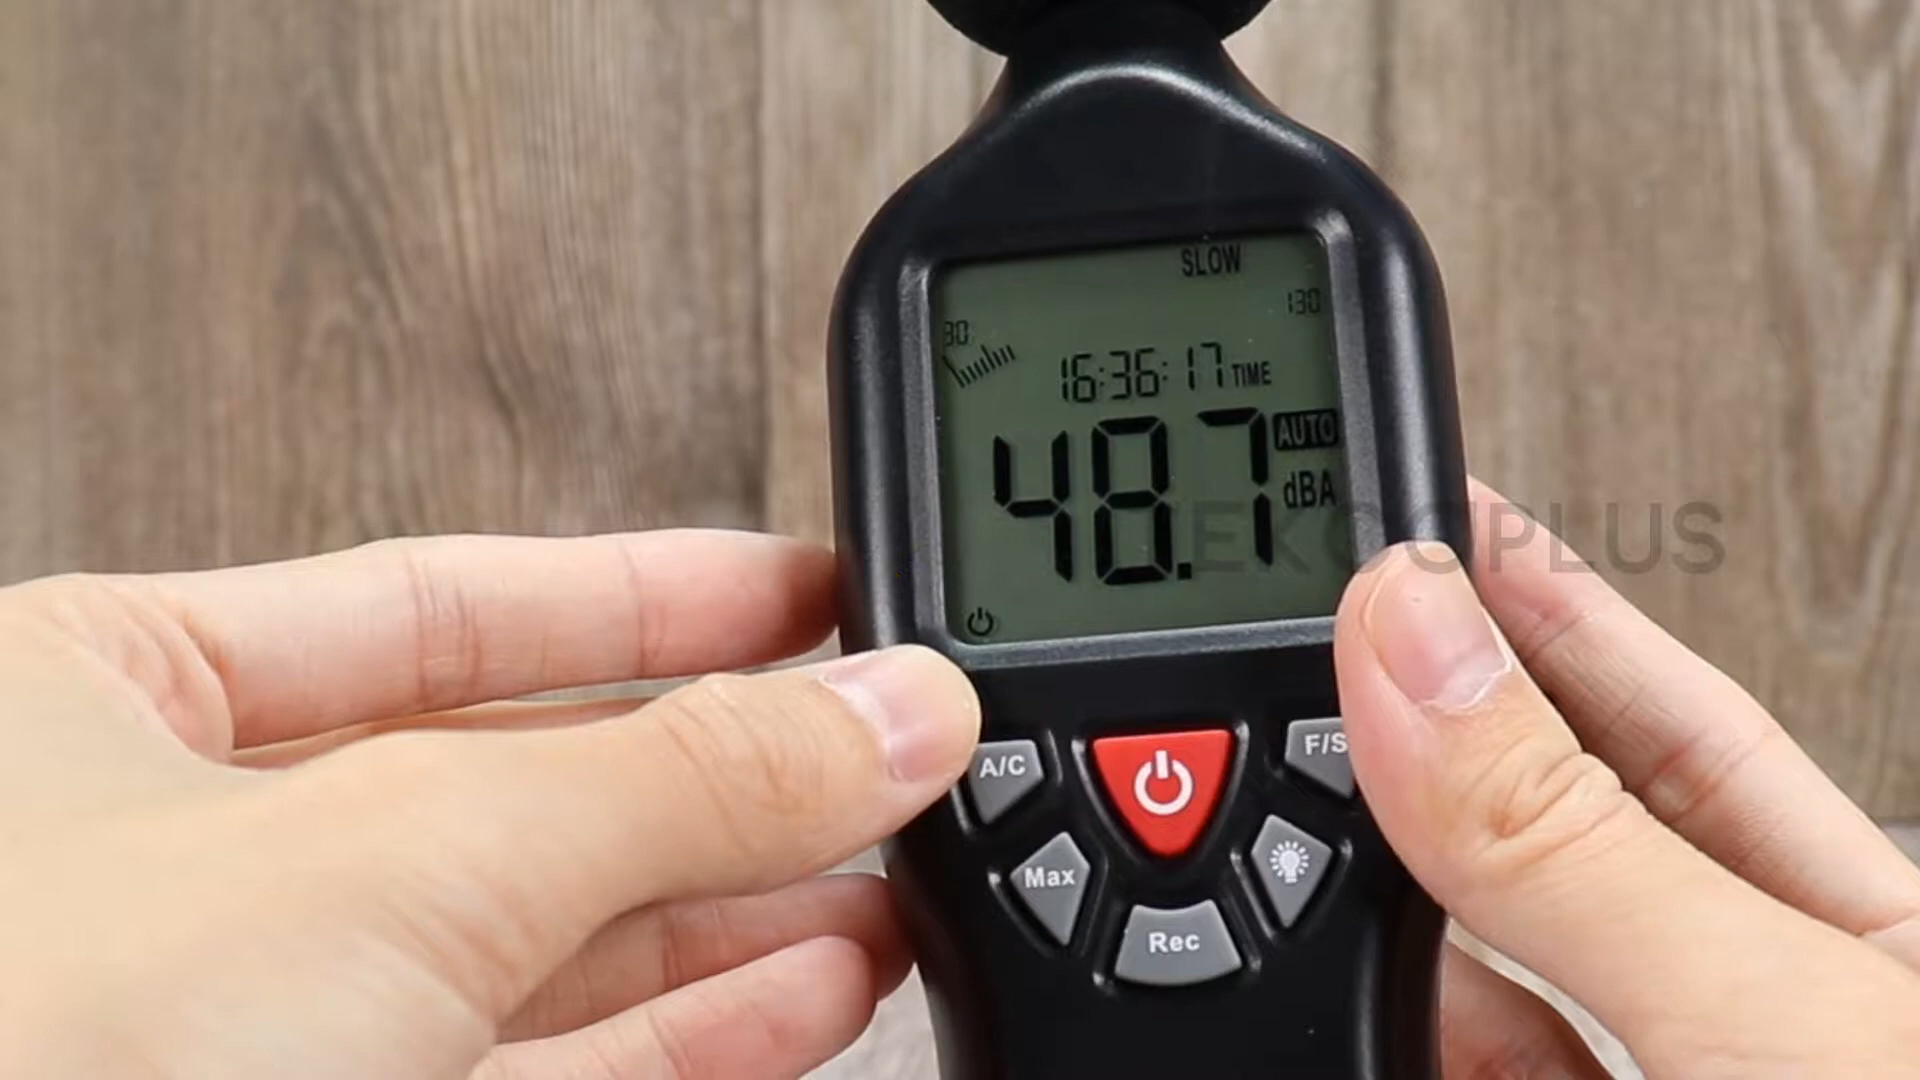 SLOW
30 130
16:36:17 TIME
48.7 AUTO
dBA
A/C F/S
Max
Rec